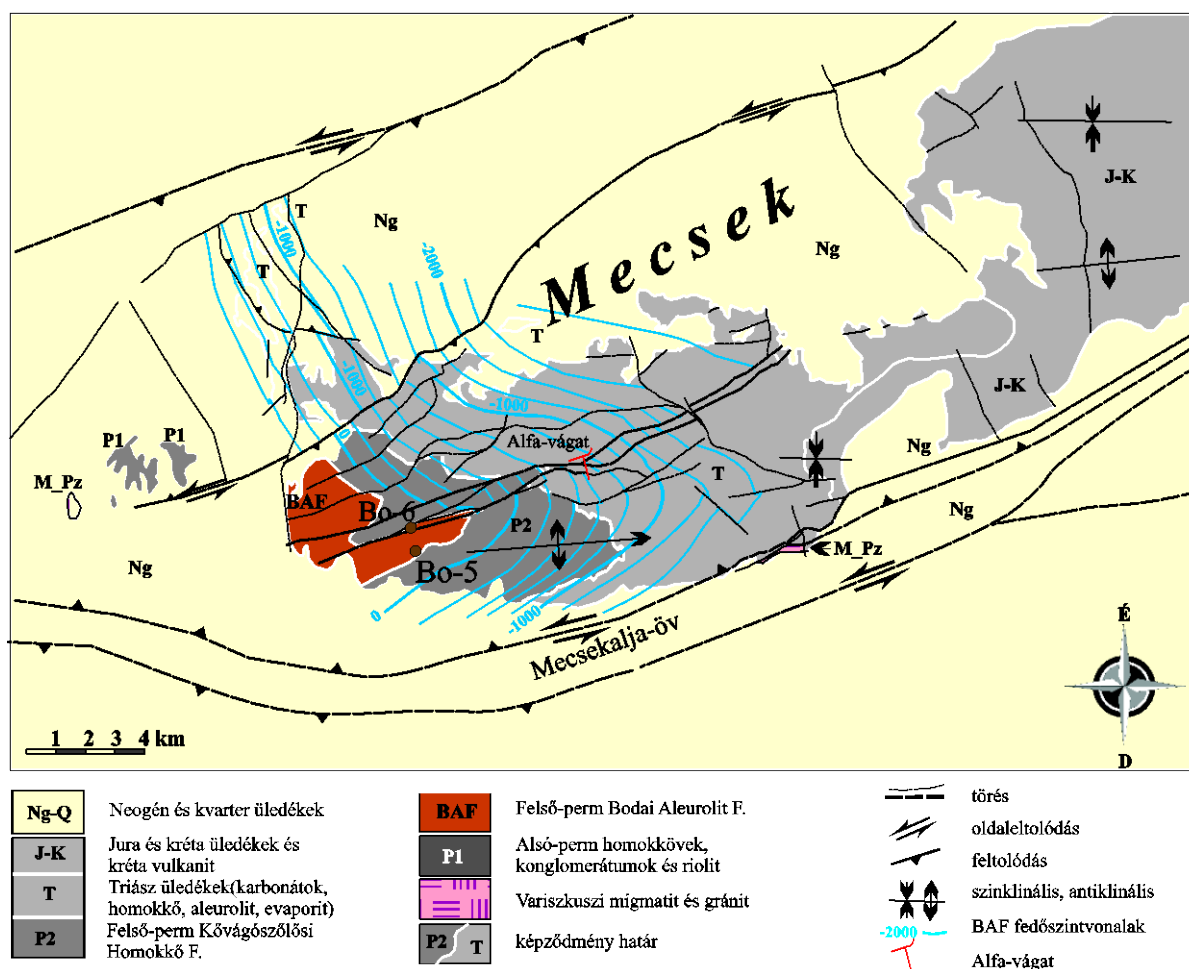 Mecsek
J-K
T
Ng
-1000
-2000
T
Ng
T
-1000
J-K
P1
P1
0
-1000
Alfa-vágat
Ng
T
M_Pz
BAF
Bo-6
P2
Ng
M_Pz
Ng
Bo-5
0
-1000
Mecsekalja-öv
É
D
1 2 3 4 km
Ng-Q
Neogén és kvarter üledékek
J-K
Jura és kréta üledékek és
kréta vulkanit
T
Triász üledékek(karbonátok,
homokkő, aleurolit, evaporit)
P2
Felső-perm Kővágószőlősi
Homokkő F.
BAF
Felső-perm Bodai Aleurolit F.
P1
Alsó-perm homokkövek,
konglomerátumok és riolit
Variszkuszi migmatit és gránit
P2 T
képződmény határ
törés
oldaleltolódás
feltolódás
szinklinális, antiklinális
-2000
BAF fedőszintvonalak
Alfa-vágat